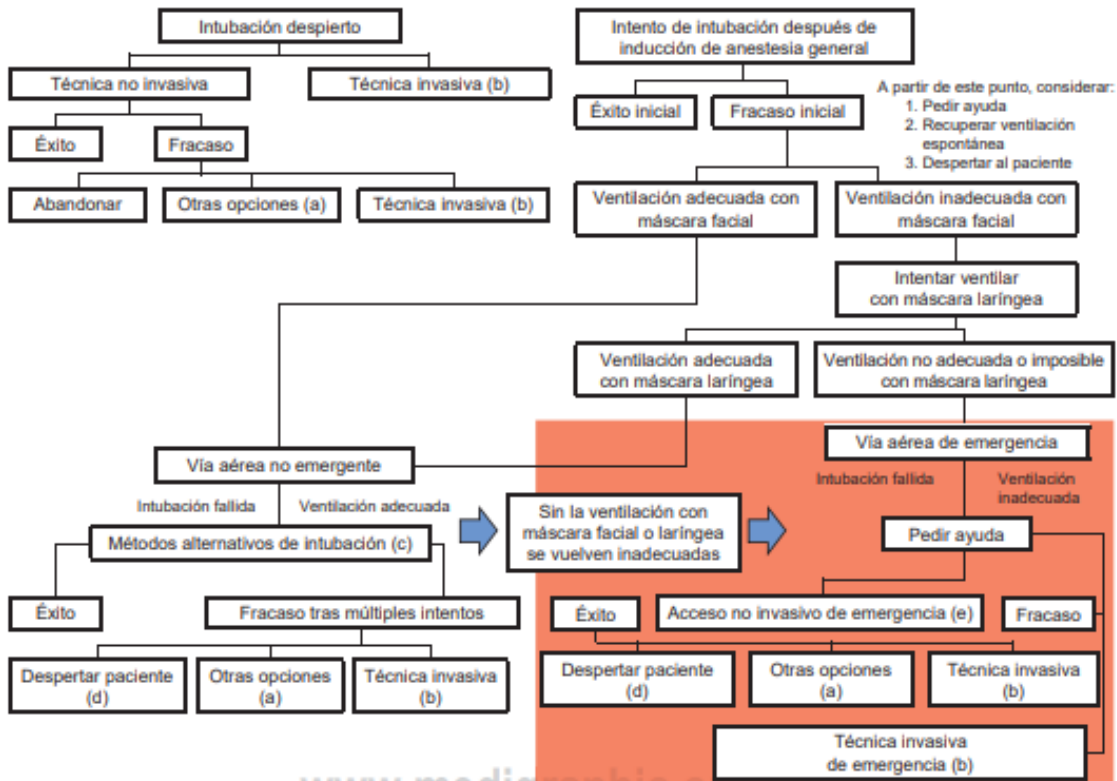 Intubación despierto
Técnica no invasiva
Técnica invasiva (b)
Éxito
Fracaso
Abandonar
Otras opciones (a)
Técnica invasiva (b)
Intento de intubación después de
inducción de anestesia general
Éxito inicial
Fracaso inicial
A partir de este punto, considerar:
1. Pedir ayuda
2. Recuperar ventilación
espontánea
3. Despertar al paciente
Ventilación adecuada con
máscara facial
Ventilación inadecuada con
máscara facial
Intentar ventilar
con máscara laríngea
Ventilación adecuada
con máscara laríngea
Ventilación no adecuada o imposible
con máscara laríngea
Vía aérea no emergente
Intubación fallida
Ventilación adecuada
Métodos alternativos de intubación (c)
Éxito
Fracaso tras múltiples intentos
Despertar paciente
(d)
Otras opciones
(a)
Técnica invasiva
(b)
Sin la ventilación con
máscara facial o laríngea
se vuelven inadecuadas
Vía aérea de emergencia
Intubación fallida
Ventilación
inadecuada
Pedir ayuda
Éxito
Acceso no invasivo de emergencia (e)
Fracaso
Despertar paciente
(d)
Otras opciones
(a)
Técnica invasiva
(b)
Técnica invasiva
de emergencia (b)